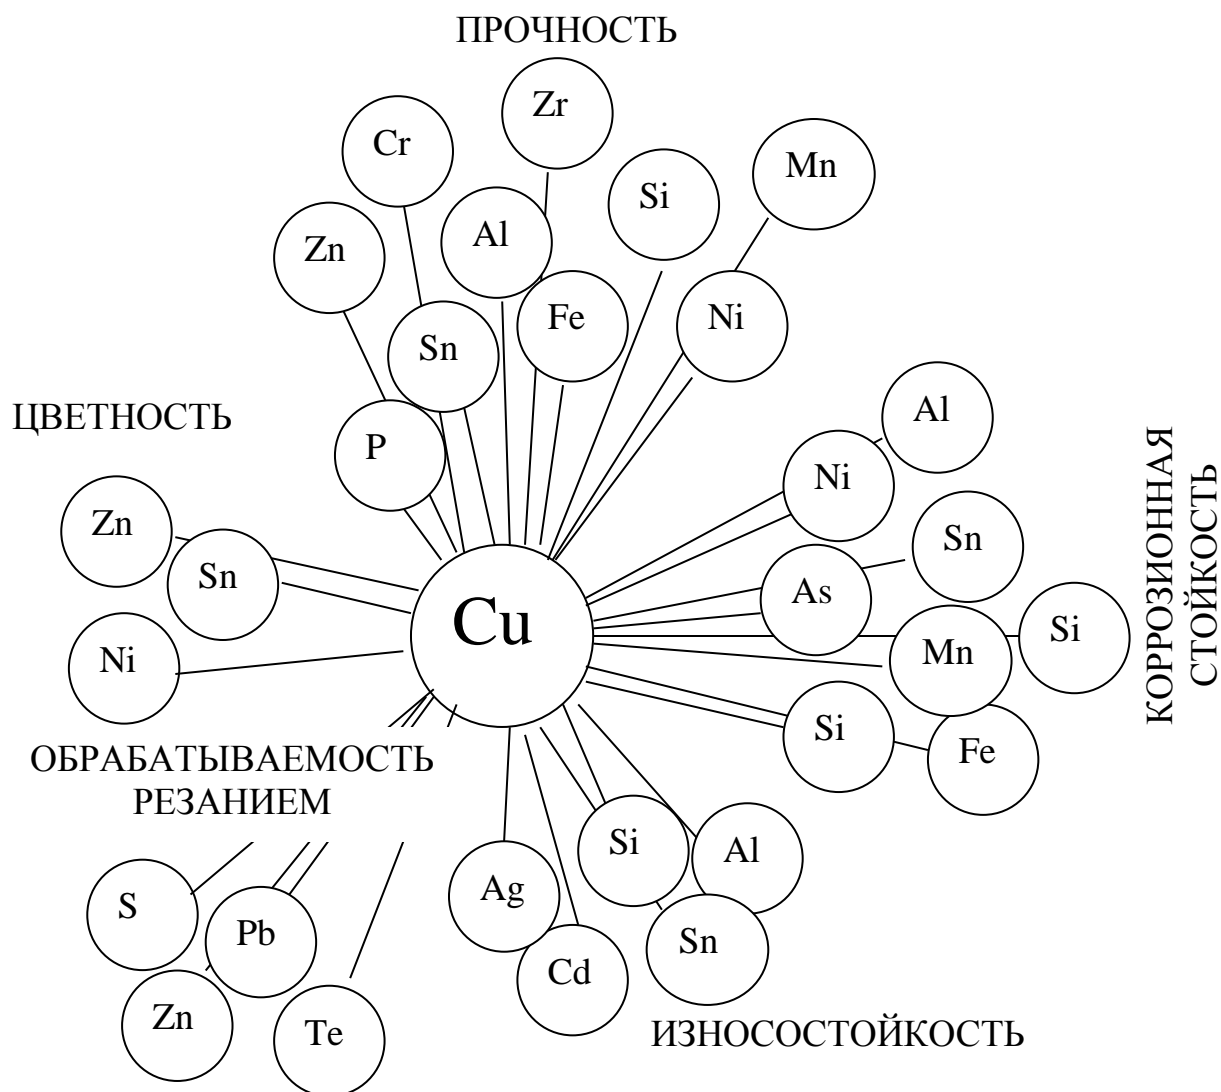 ПРОЧНОСТЬ
Zr
Cr
Mn
Si
Al
Zn
Fe
Ni
Sn
P
ЦВЕТНОСТЬ
Zn
Sn
Ni
Cu
Al
Ni
Sn
As
Si
Mn
Si
Fe
КОРРОЗИОННАЯ
СТОЙКОСТЬ
ОБРАБАТЫВАЕМОСТЬ
РЕЗАНИЕМ
S
Pb
Zn
Te
Ag
Cd
Si
Al
Sn
ИЗНОСОСТОЙКОСТЬ